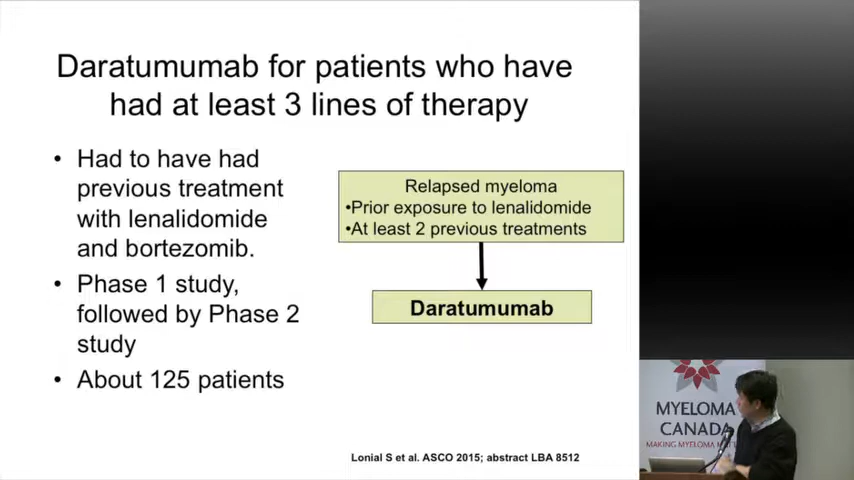 Daratumumab for patients who have
had at least 3 lines of therapy
• Had to have had
previous treatment
with lenalidomide
and bortezomib.
• Phase 1 study,
followed by Phase 2
study
• About 125 patients
Relapsed myeloma
•Prior exposure to lenalidomide
•At least 2 previous treatments
Daratumumab
Lonial S et al. ASCO 2015; abstract LBA 8512
MYELOMA
CANADA
MAKING MYELOMA